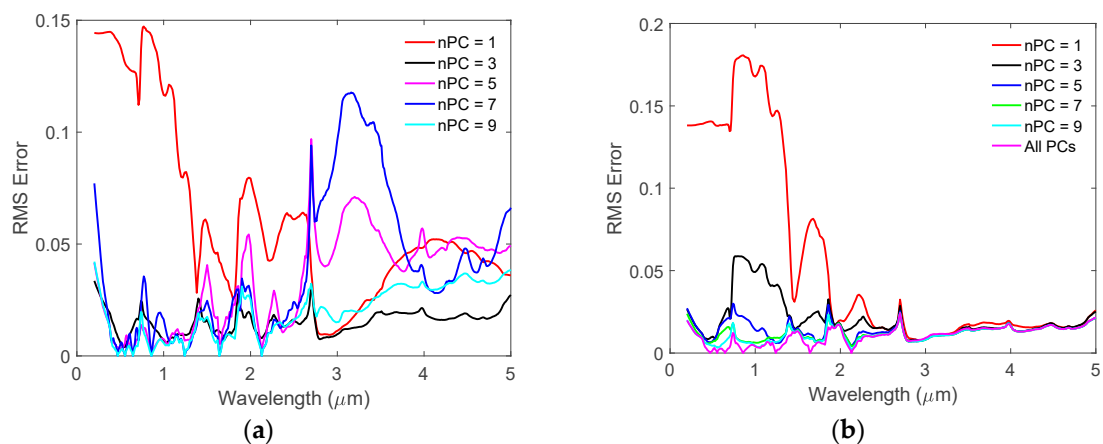 0.15
0.1
0.05
0
RMS Error
0 1 2 3 4 5
Wavelength (μm)
nPC = 1
nPC = 3
nPC = 5
nPC = 7
nPC = 9
(a)
0.2
0.15
0.1
0.05
0
RMS Error
0 1 2 3 4 5
Wavelength (μm)
nPC = 1
nPC = 3
nPC = 5
nPC = 7
nPC = 9
All PCs
(b)